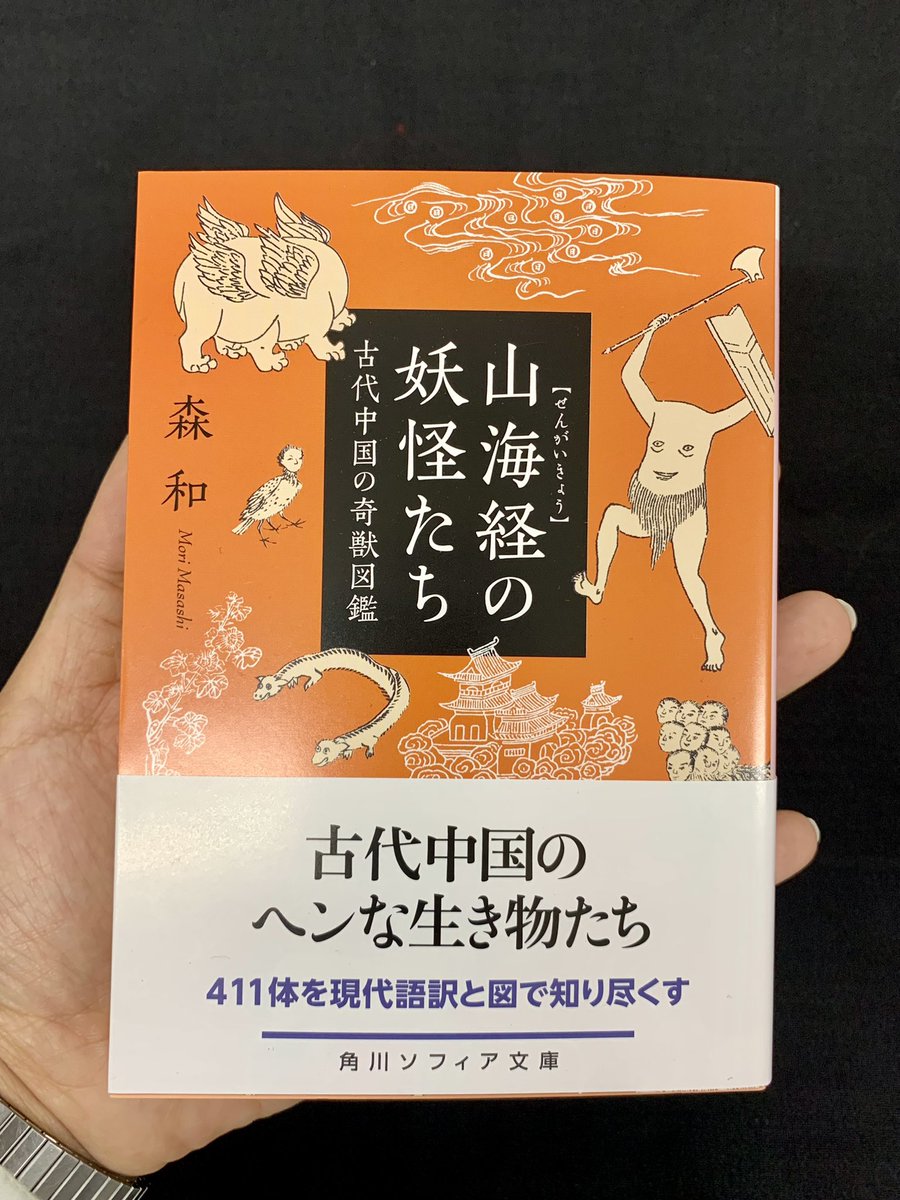 山海経の
【せんがいきょう】
妖怪たち
古代中国の奇獣図鑑
森 和
Mori Masashi
古代中国の
ヘンな生き物たち
411体を現代語訳と図で知り尽くす
角川ソフィア文庫